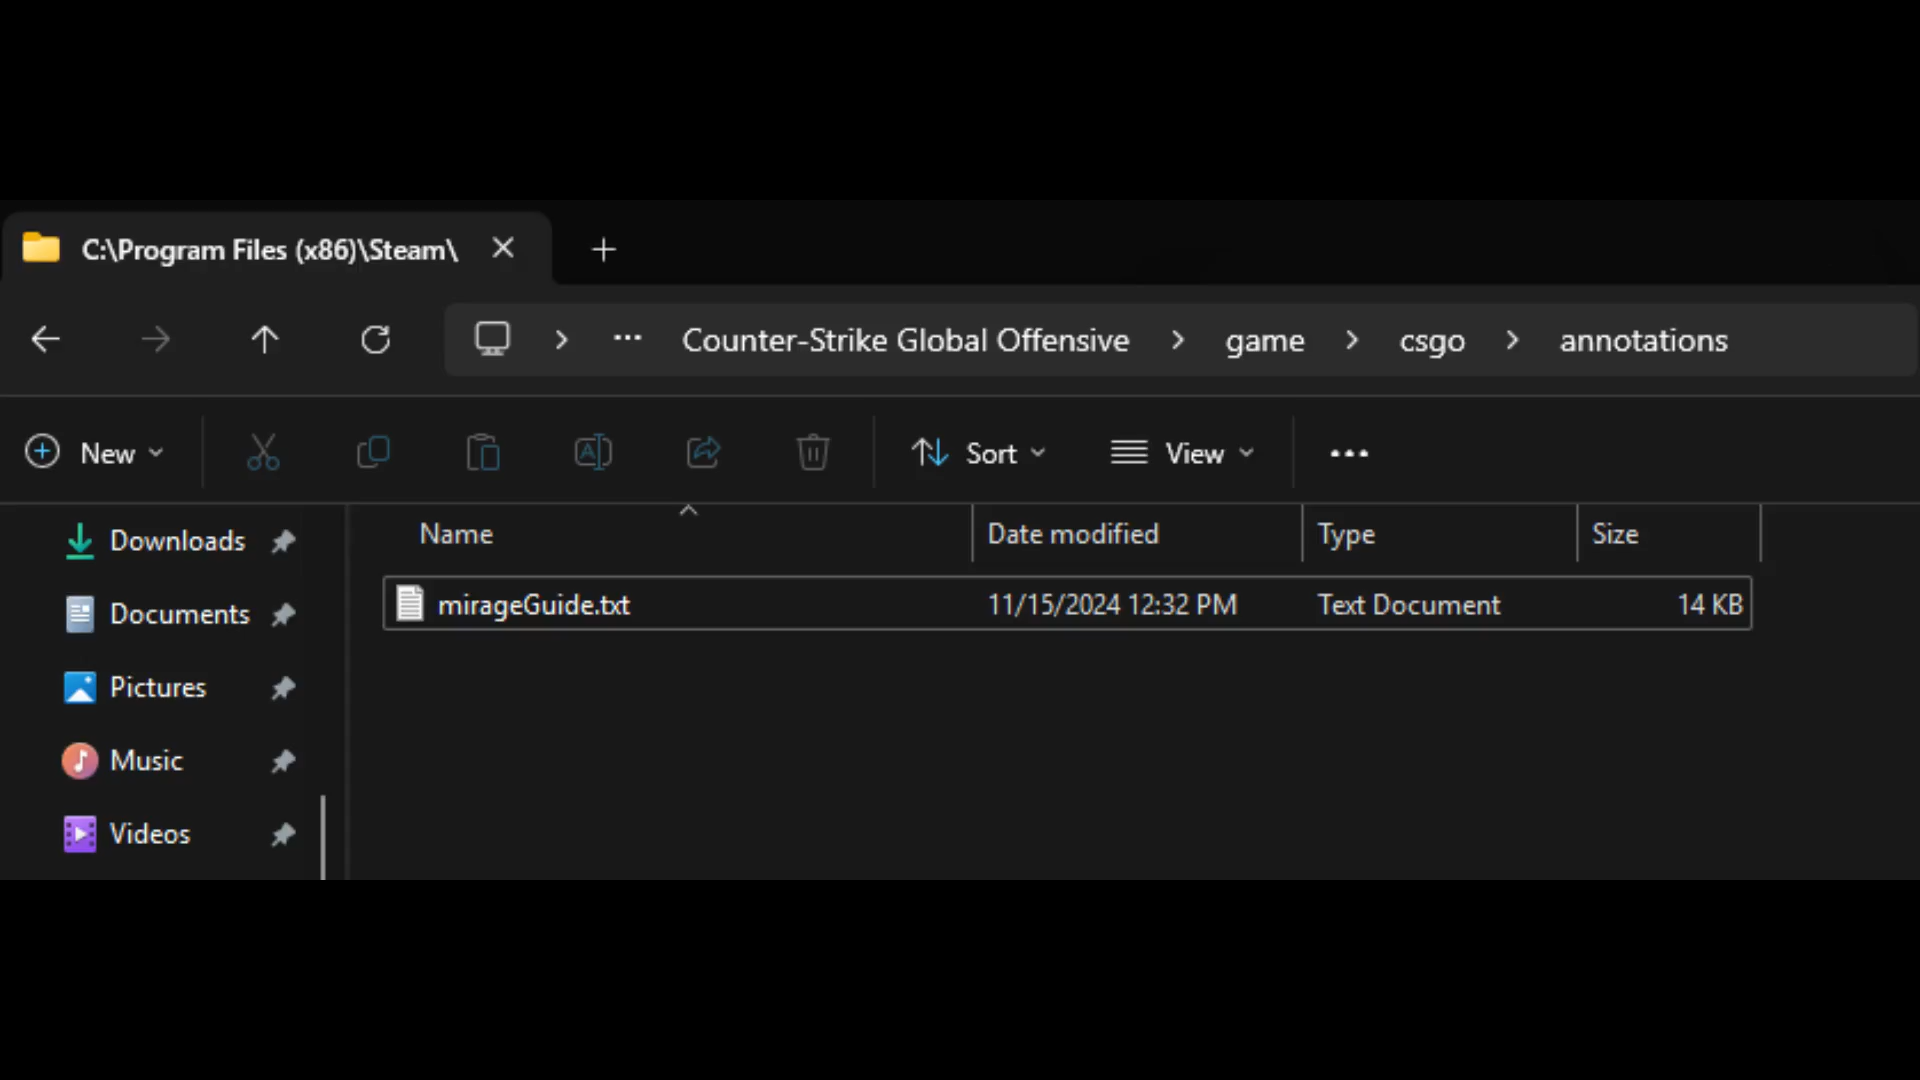 C:\Program Files (x86)\Steam\
Counter-Strike Global Offensive game csgo annotations
New Sort View
Name Date modified Type Size
mirageGuide.txt 11/15/2024 12:32 PM Text Document 14 KB
Downloads
Documents
Pictures
Music
Videos